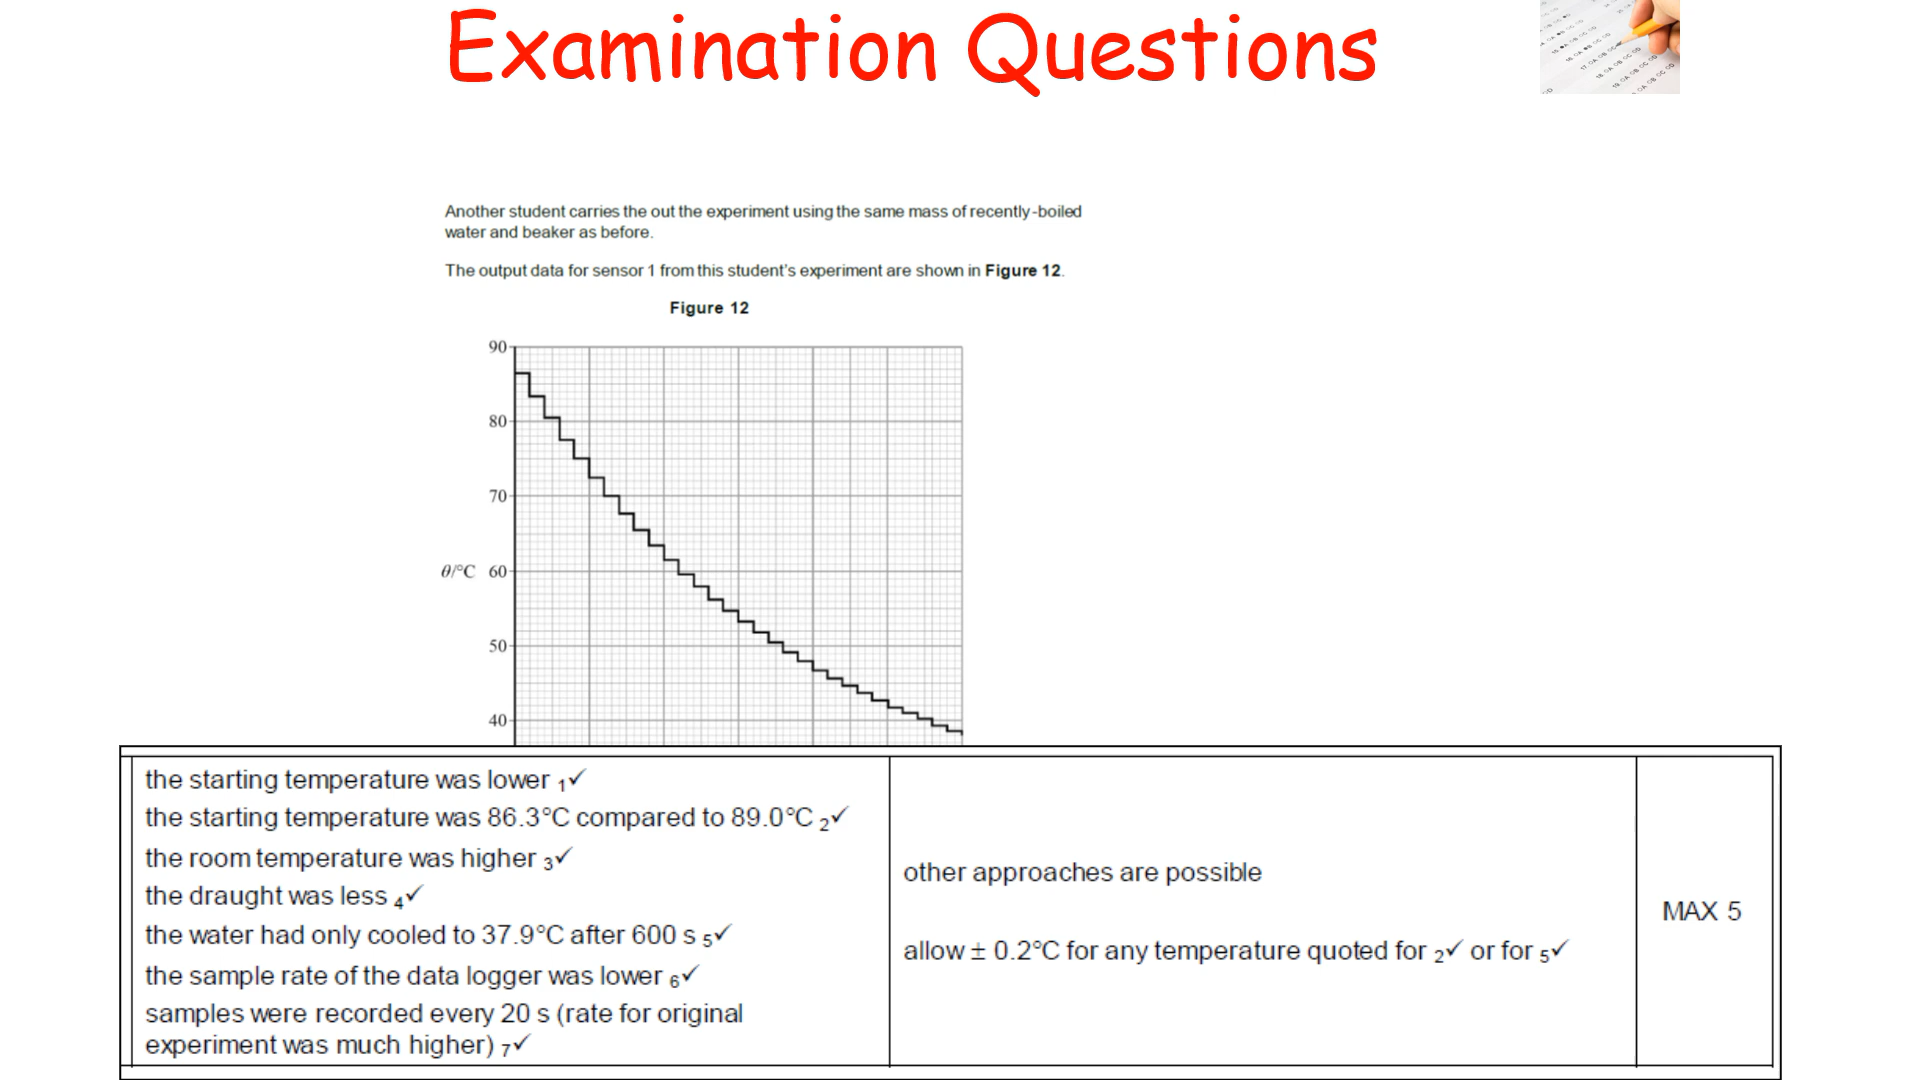 Examination Questions
Another student carries the out the experiment using the same mass of recently-boiled
water and beaker as before.
The output data for sensor 1 from this student's experiment are shown in Figure 12.
Figure 12
90
80
70
θ/°C 60
50
40
the starting temperature was lower ₁✓
the starting temperature was 86.3°C compared to 89.0°C ₂✓
the room temperature was higher ₃✓
the draught was less ₄✓
the water had only cooled to 37.9°C after 600 s ₅✓
the sample rate of the data logger was lower ₆✓
samples were recorded every 20 s (rate for original
experiment was much higher) ₇✓
other approaches are possible
allow ± 0.2°C for any temperature quoted for ₂✓ or for ₅✓
MAX 5